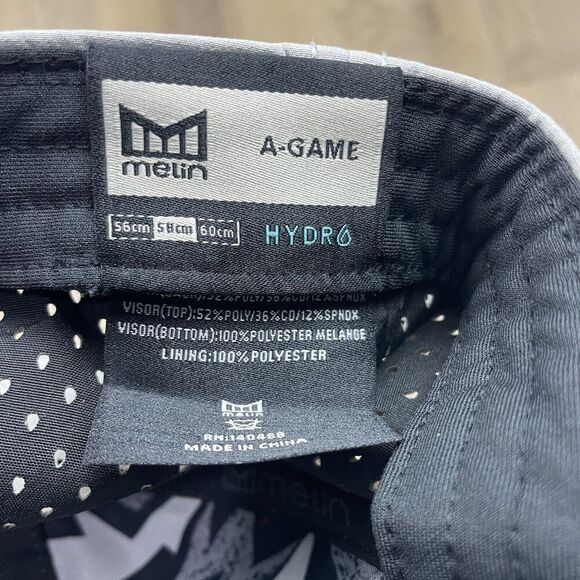 melin
A-GAME
56cm 58cm 60cm HYDRO
VISOR(TOP):52%POLY/36%CD/12%SPNDX
VISOR(BOTTOM):100%POLYESTER MELANGE
LINING:100%POLYESTER
melin
RN:140468
MADE IN CHINA
melin